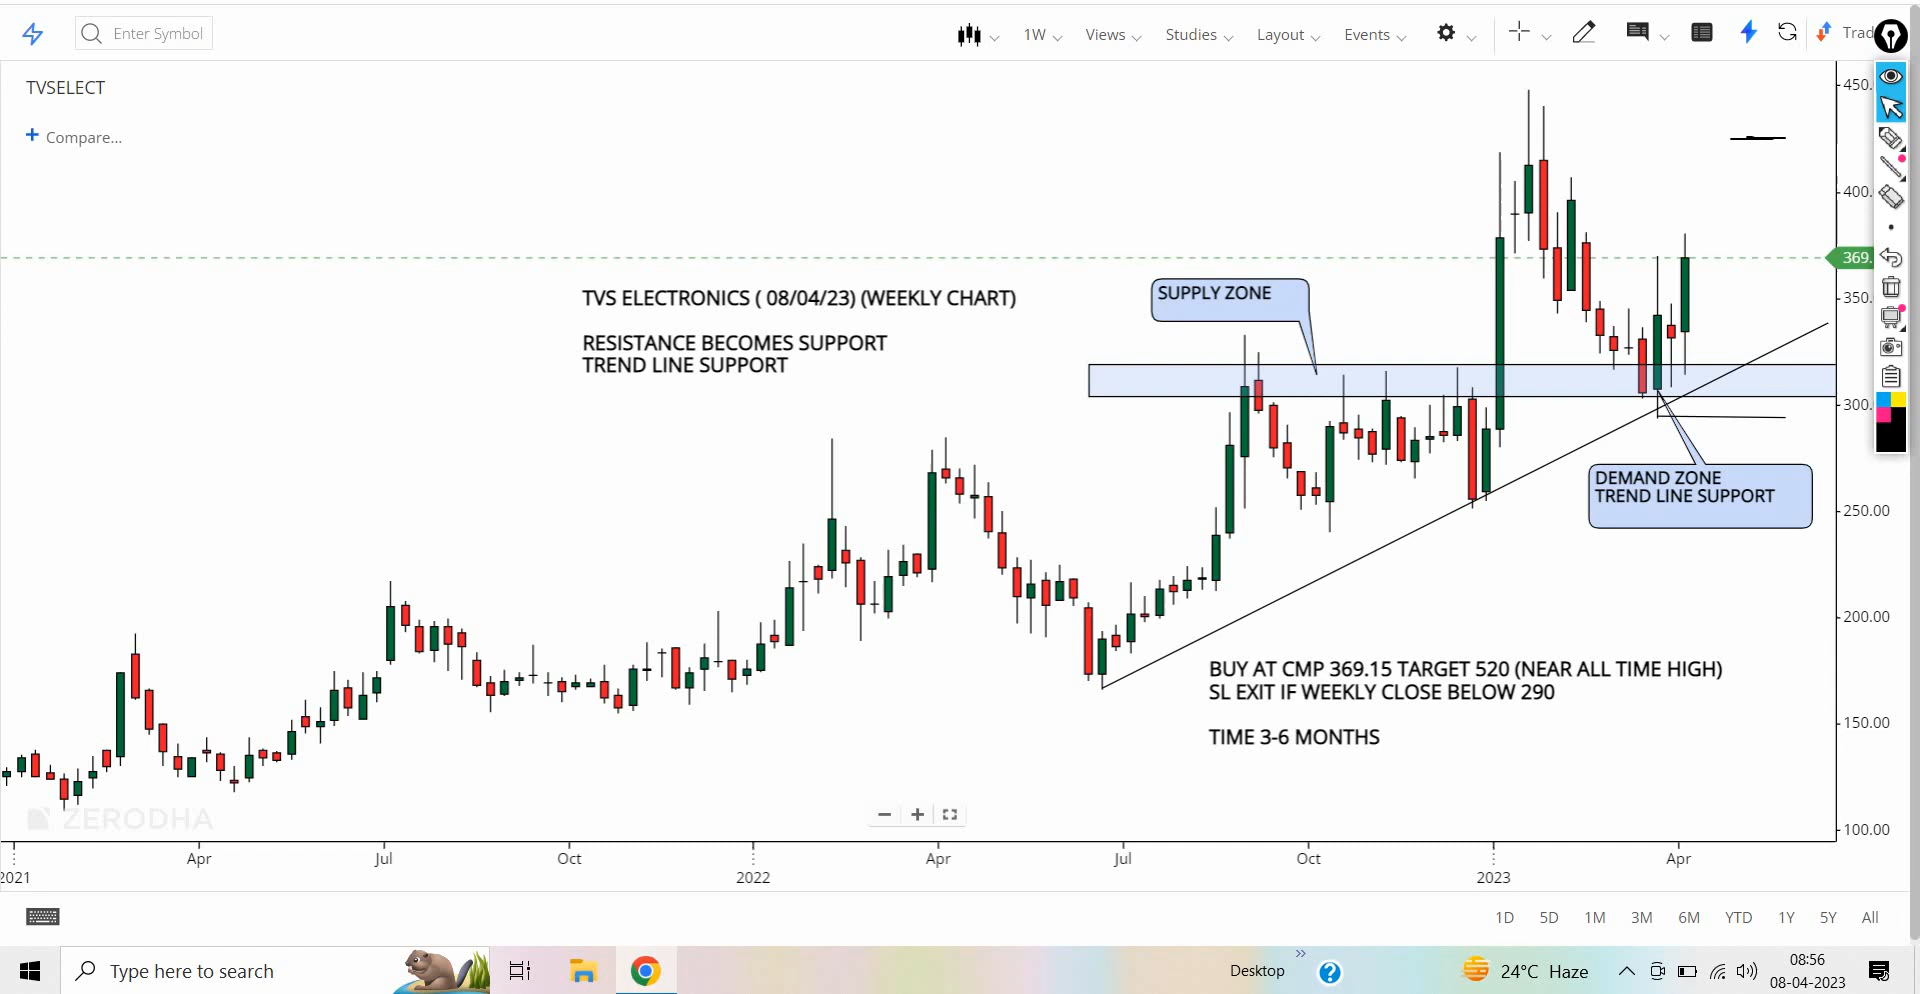 Enter Symbol
1W
Views
Studies
Layout
Events
Trad
TVSELECT
+ Compare...
450.
400.
369.
350.
300.
250.00
200.00
150.00
100.00
SUPPLY ZONE
TVS ELECTRONICS ( 08/04/23) (WEEKLY CHART)
RESISTANCE BECOMES SUPPORT
TREND LINE SUPPORT
DEMAND ZONE
TREND LINE SUPPORT
BUY AT CMP 369.15 TARGET 520 (NEAR ALL TIME HIGH)
SL EXIT IF WEEKLY CLOSE BELOW 290
TIME 3-6 MONTHS
ZERODHA
Apr Jul Oct Apr Jul Oct Apr
2021 2022 2023
1D 5D 1M 3M 6M YTD 1Y 5Y All
Type here to search
Desktop
24°C Haze
08:56
08-04-2023